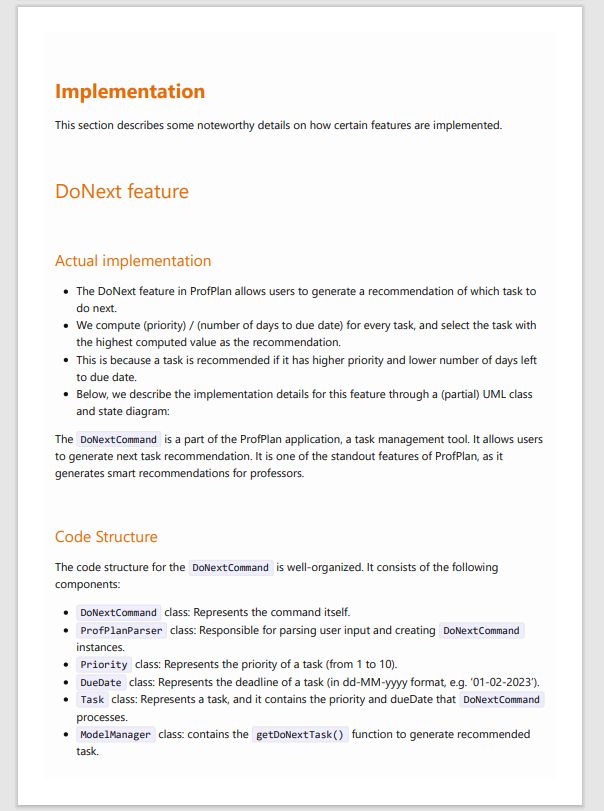 Implementation
This section describes some noteworthy details on how certain features are implemented.
DoNext feature
Actual implementation
• The DoNext feature in ProfPlan allows users to generate a recommendation of which task to
do next.
• We compute (priority) / (number of days to due date) for every task, and select the task with
the highest computed value as the recommendation.
• This is because a task is recommended if it has higher priority and lower number of days left
to due date.
• Below, we describe the implementation details for this feature through a (partial) UML class
and state diagram:
The DoNextCommand is a part of the ProfPlan application, a task management tool. It allows users
to generate next task recommendation. It is one of the standout features of ProfPlan, as it
generates smart recommendations for professors.
Code Structure
The code structure for the DoNextCommand is well-organized. It consists of the following
components:
• DoNextCommand class: Represents the command itself.
• ProfPlanParser class: Responsible for parsing user input and creating DoNextCommand
instances.
• Priority class: Represents the priority of a task (from 1 to 10).
• DueDate class: Represents the deadline of a task (in dd-MM-yyyy format, e.g. ‘01-02-2023’).
• Task class: Represents a task, and it contains the priority and dueDate that DoNextCommand
processes.
• ModelManager class: contains the getDoNextTask() function to generate recommended
task.